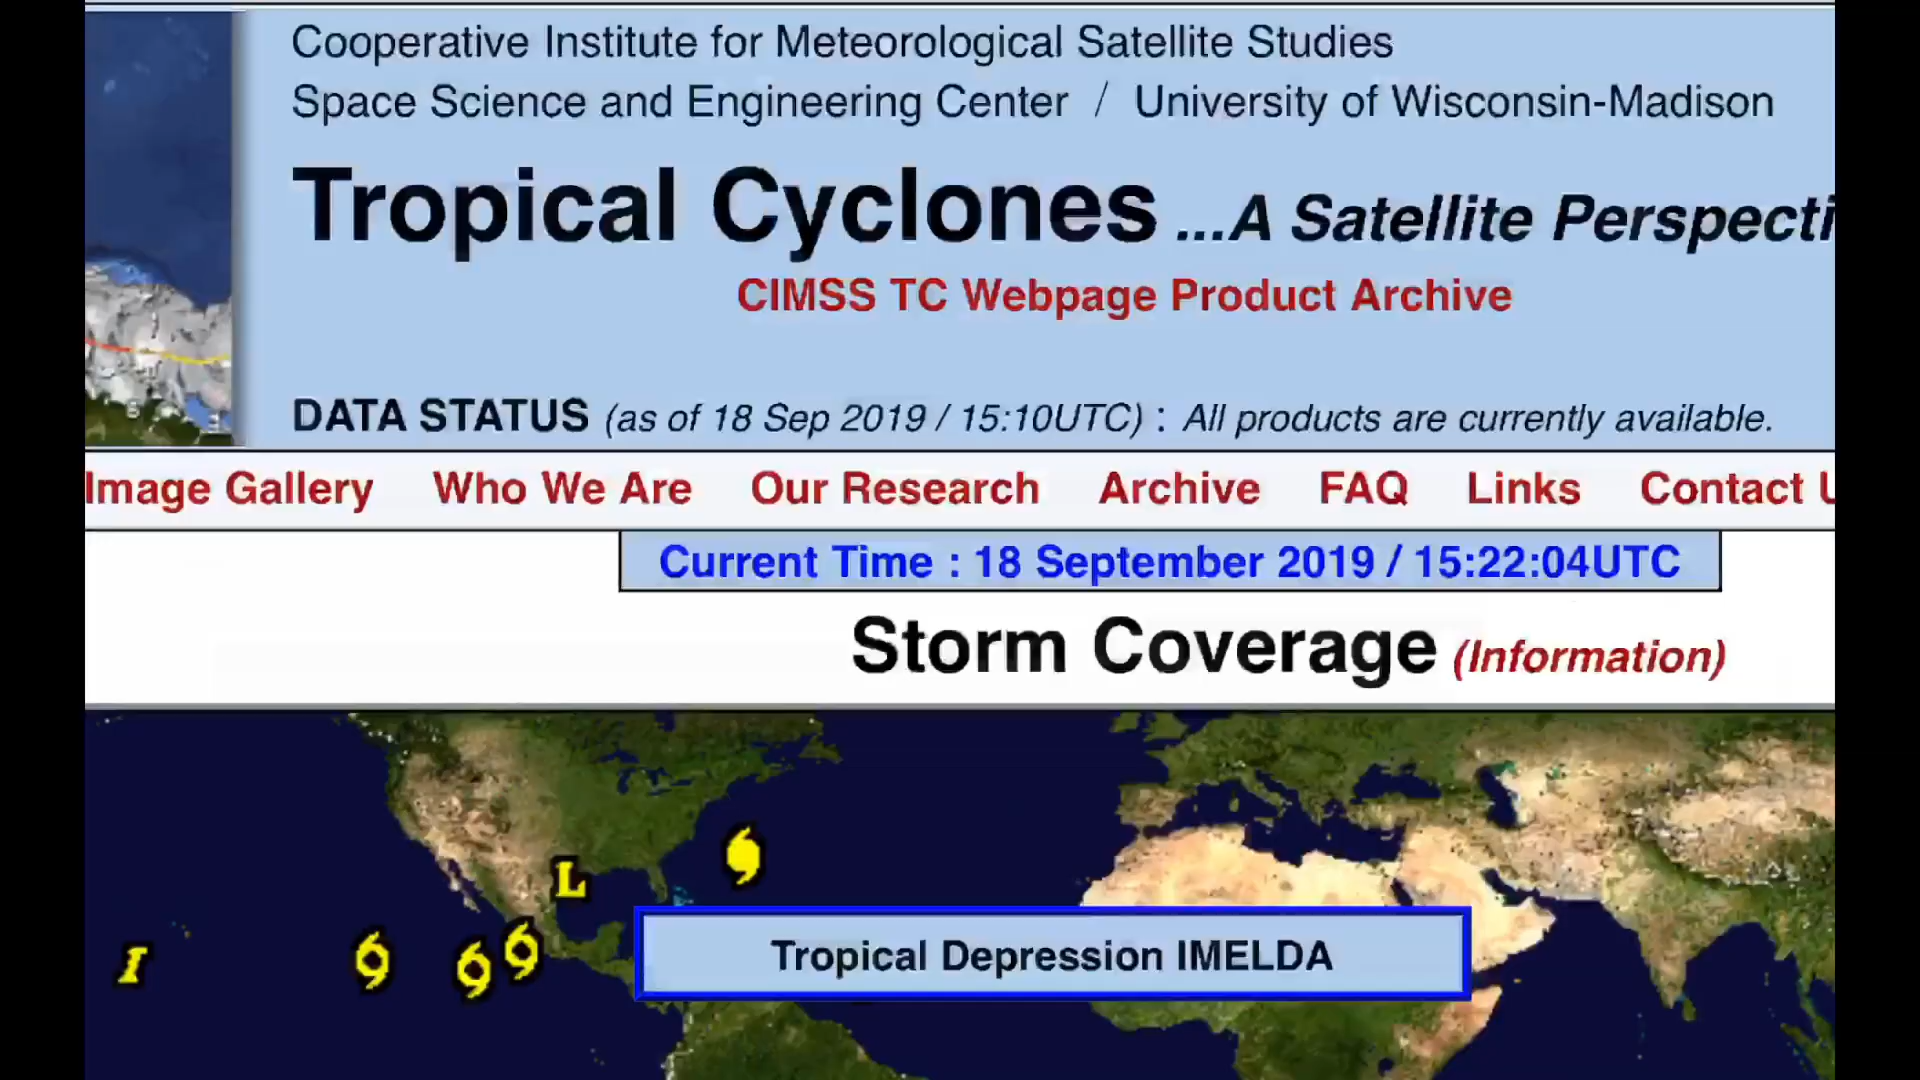 Cooperative Institute for Meteorological Satellite Studies
Space Science and Engineering Center / University of Wisconsin-Madison
Tropical Cyclones ...A Satellite Perspecti
CIMSS TC Webpage Product Archive
DATA STATUS (as of 18 Sep 2019 / 15:10UTC) : All products are currently available.
Image Gallery Who We Are Our Research Archive FAQ Links Contact U
Current Time : 18 September 2019 / 15:22:04UTC
Storm Coverage (Information)
L
I
Tropical Depression IMELDA